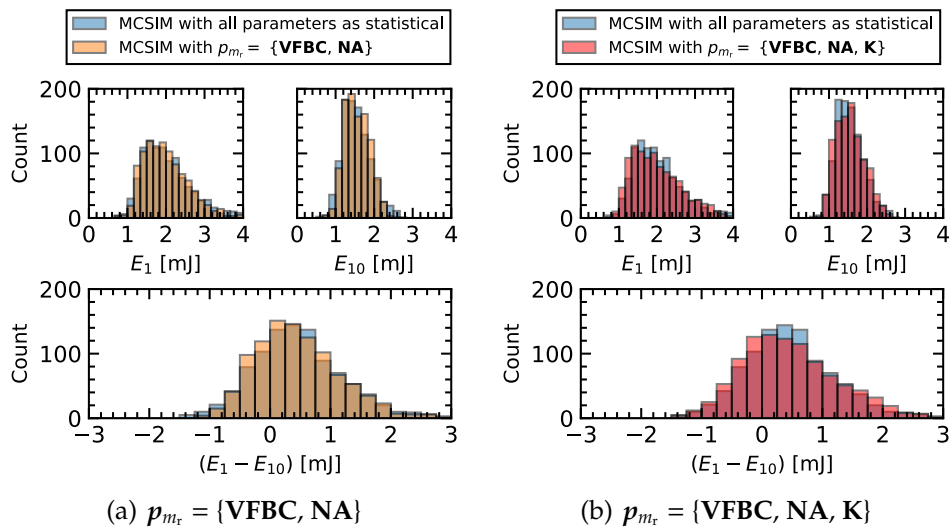 MCSIM with all parameters as statistical
MCSIM with p_{m_r} = {VFBC, NA}
200
100
0
Count
0 1 2 3 4
E_1 [mJ]
0 1 2 3 4
E_10 [mJ]
200
100
0
Count
−3 −2 −1 0 1 2 3
(E_1 − E_10) [mJ]
(a) p_{m_r} = {VFBC, NA}
MCSIM with all parameters as statistical
MCSIM with p_{m_r} = {VFBC, NA, K}
200
100
0
Count
0 1 2 3 4
E_1 [mJ]
0 1 2 3 4
E_10 [mJ]
200
100
0
Count
−3 −2 −1 0 1 2 3
(E_1 − E_10) [mJ]
(b) p_{m_r} = {VFBC, NA, K}